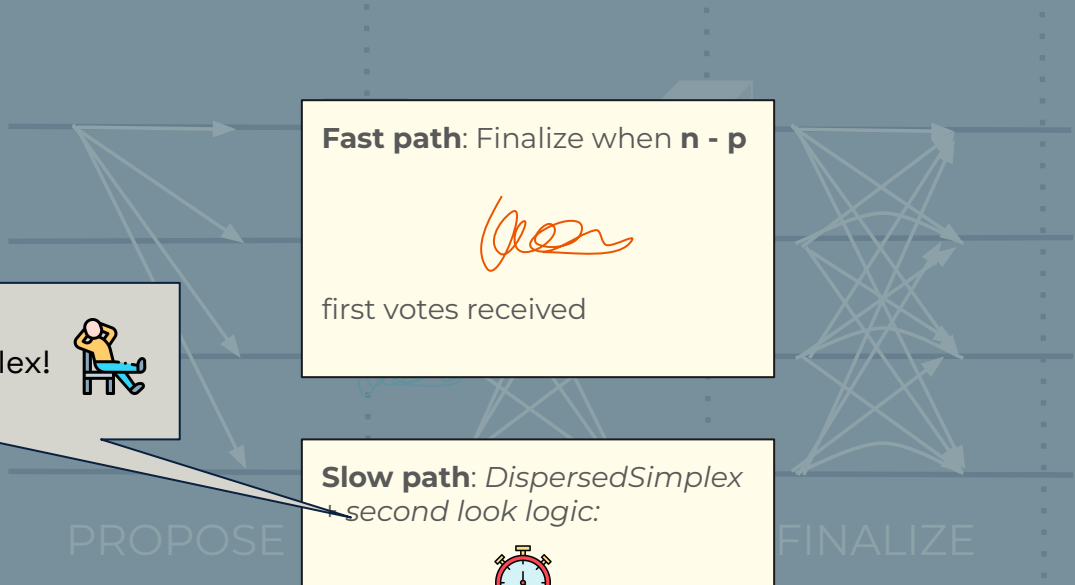 Fast path: Finalize when n - p
first votes received
lex!
Slow path: DispersedSimplex
+ second look logic:
PROPOSE
FINALIZE